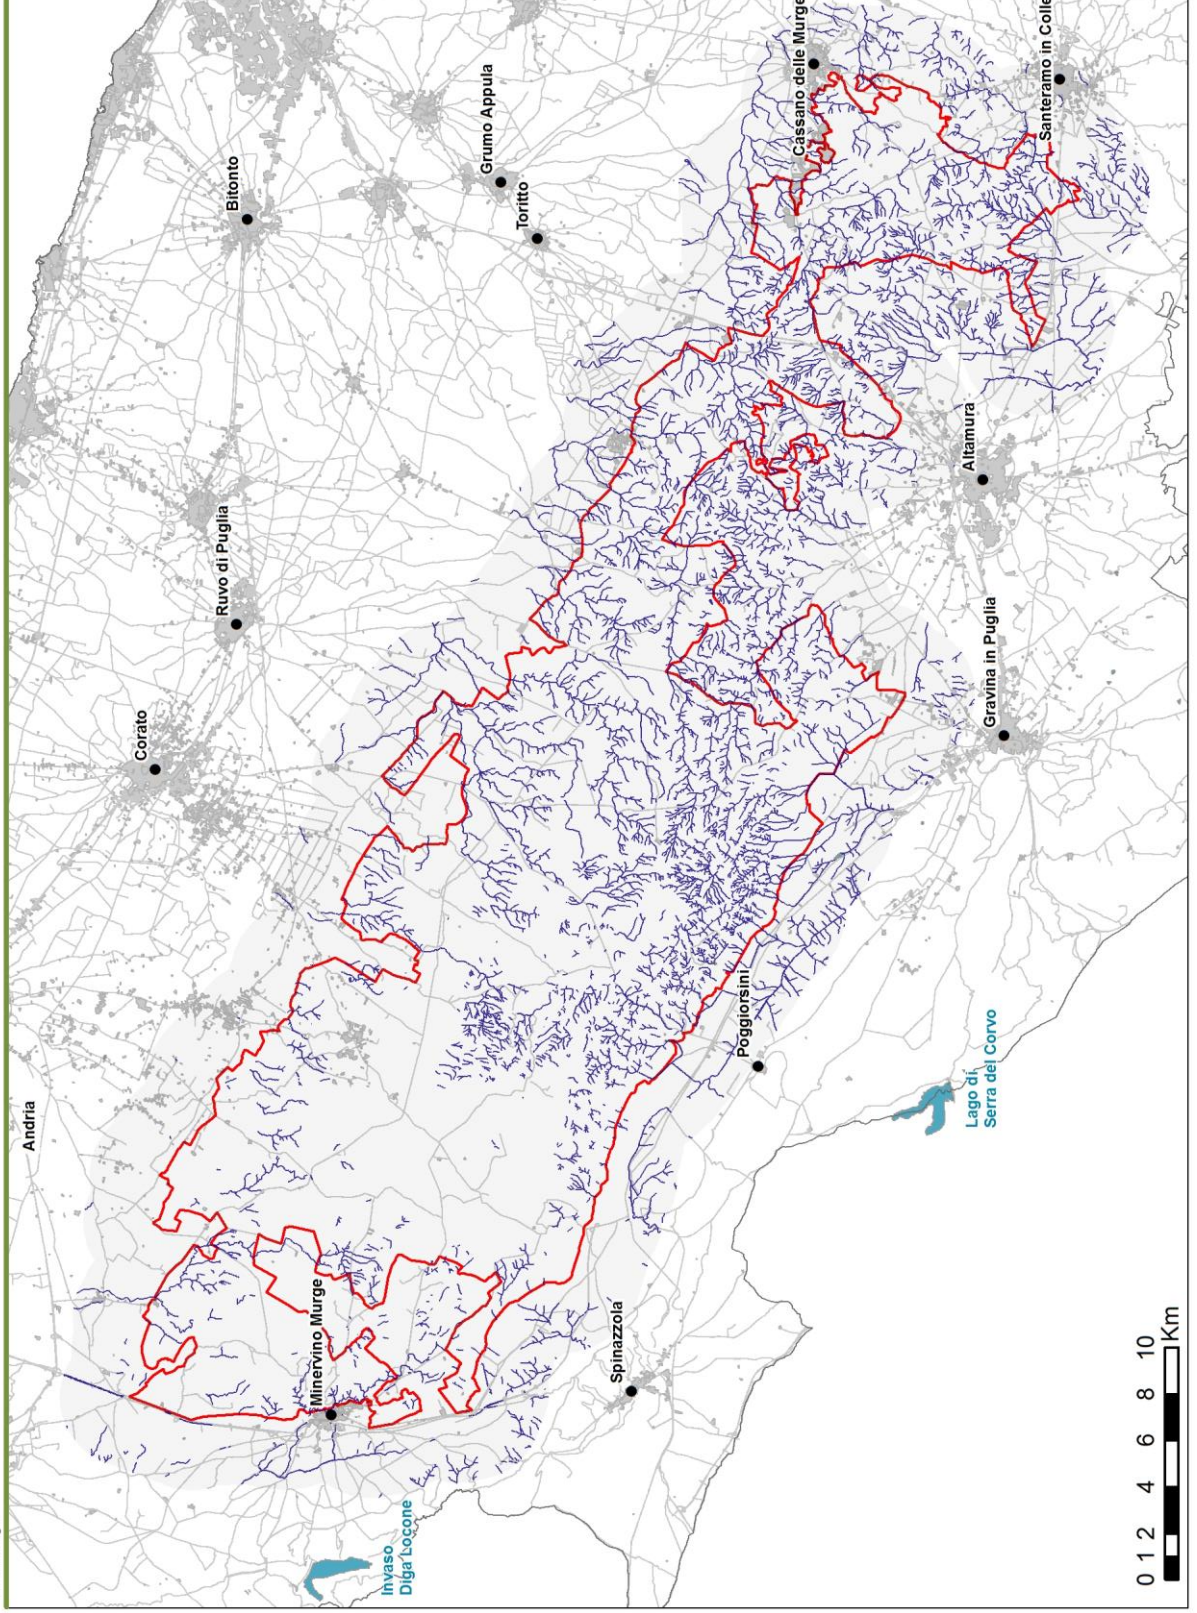 Andria
Corato
Ruvo di Puglia
Bitonto
Grumo Appula
Toritto
Cassano delle Murge
Santeramo in Colle
Altamura
Gravina in Puglia
Poggiorsini
Spinazzola
Minervino Murge
Invaso
Diga Locone
Lago di
Serra del Corvo
0 1 2 4 6 8 10
Km